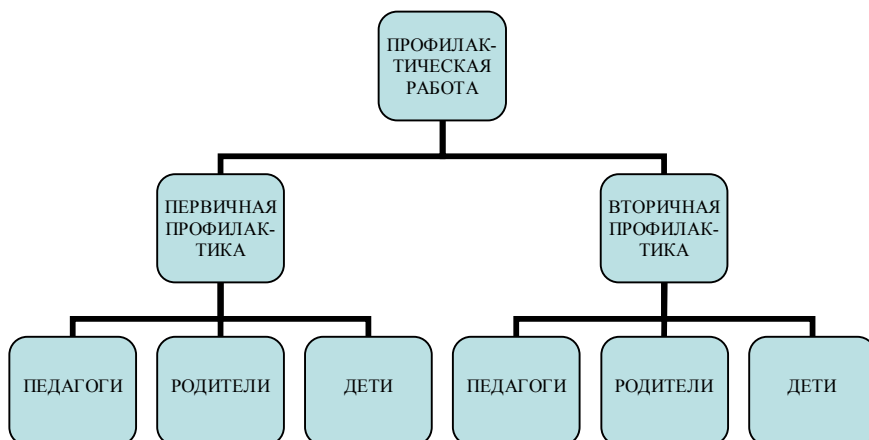 ПРОФИЛАК-
ТИЧЕСКАЯ
РАБОТА
ПЕРВИЧНАЯ
ПРОФИЛАК-
ТИКА
ВТОРИЧНАЯ
ПРОФИЛАК-
ТИКА
ПЕДАГОГИ
РОДИТЕЛИ
ДЕТИ
ПЕДАГОГИ
РОДИТЕЛИ
ДЕТИ